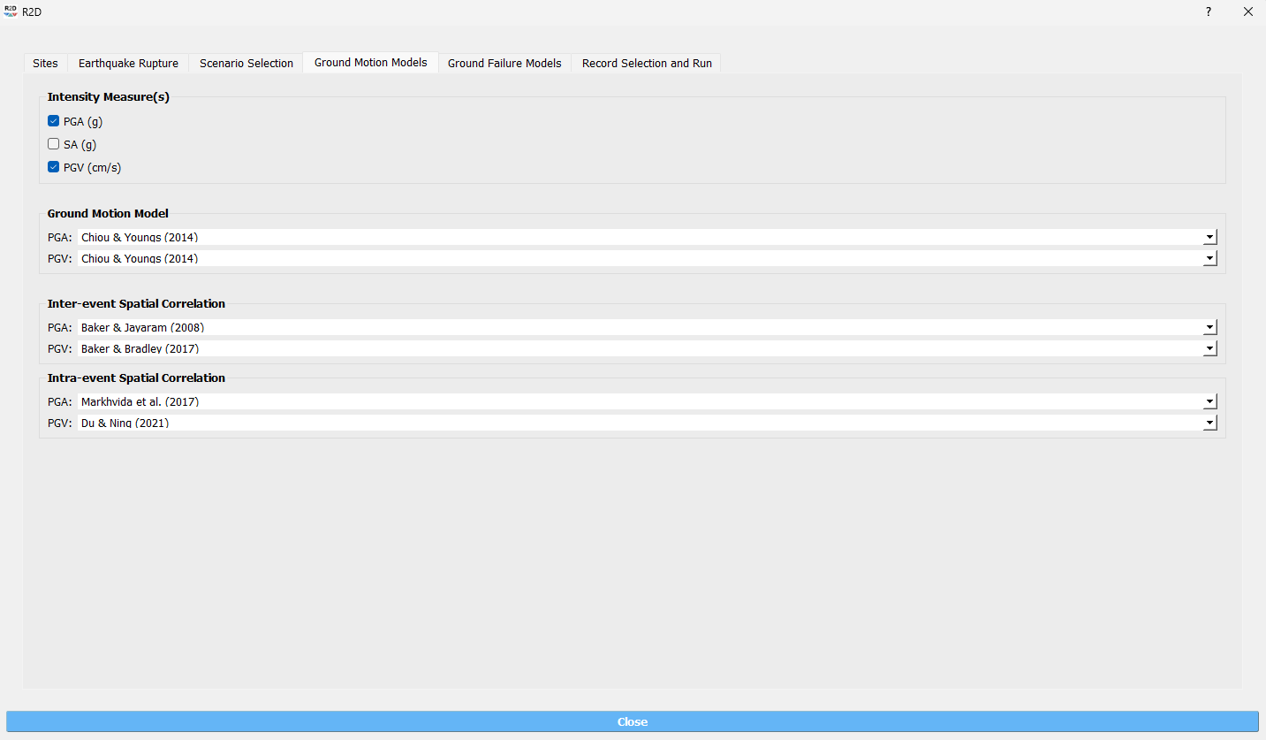 R2D R2D ?
Sites Earthquake Rupture Scenario Selection Ground Motion Models Ground Failure Models Record Selection and Run
Intensity Measure(s)
PGA (g)
SA (g)
PGV (cm/s)
Ground Motion Model
PGA: Chiou & Youngs (2014)
PGV: Chiou & Youngs (2014)
Inter-event Spatial Correlation
PGA: Baker & Jayaram (2008)
PGV: Baker & Bradley (2017)
Intra-event Spatial Correlation
PGA: Markhvida et al. (2017)
PGV: Du & Ning (2021)
Close